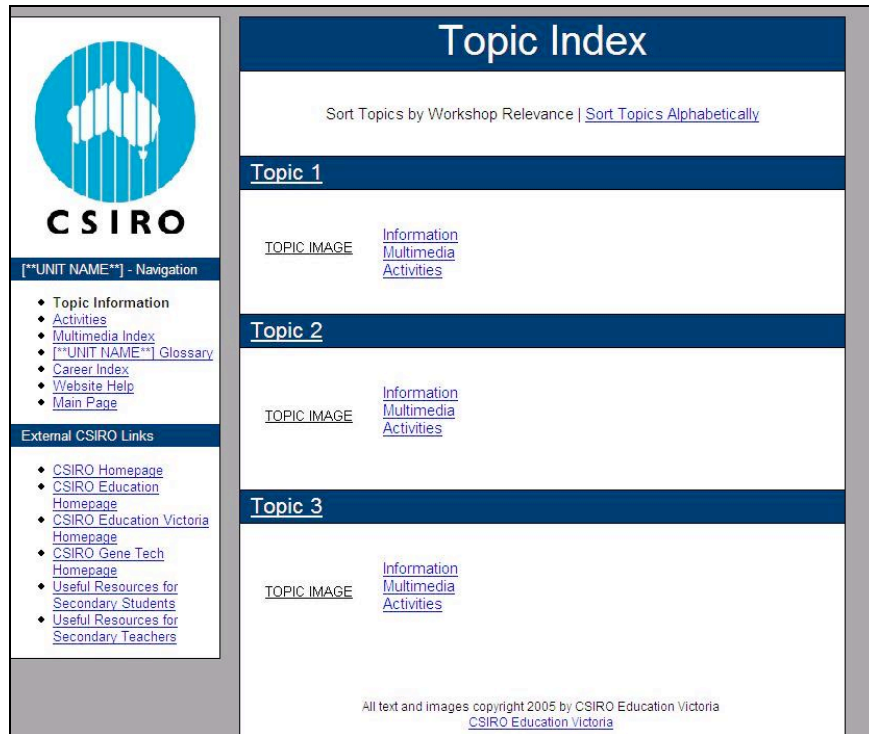 CSIRO
[**UNIT NAME**] - Navigation
Topic Information
Activities
Multimedia Index
[**UNIT NAME**] Glossary
Career Index
Website Help
Main Page
External CSIRO Links
CSIRO Homepage
CSIRO Education
Homepage
CSIRO Education Victoria
Homepage
CSIRO Gene Tech
Homepage
Useful Resources for
Secondary Students
Useful Resources for
Secondary Teachers
Topic Index
Sort Topics by Workshop Relevance | Sort Topics Alphabetically
Topic 1
TOPIC IMAGE
Information
Multimedia
Activities
Topic 2
TOPIC IMAGE
Information
Multimedia
Activities
Topic 3
TOPIC IMAGE
Information
Multimedia
Activities
All text and images copyright 2005 by CSIRO Education Victoria
CSIRO Education Victoria